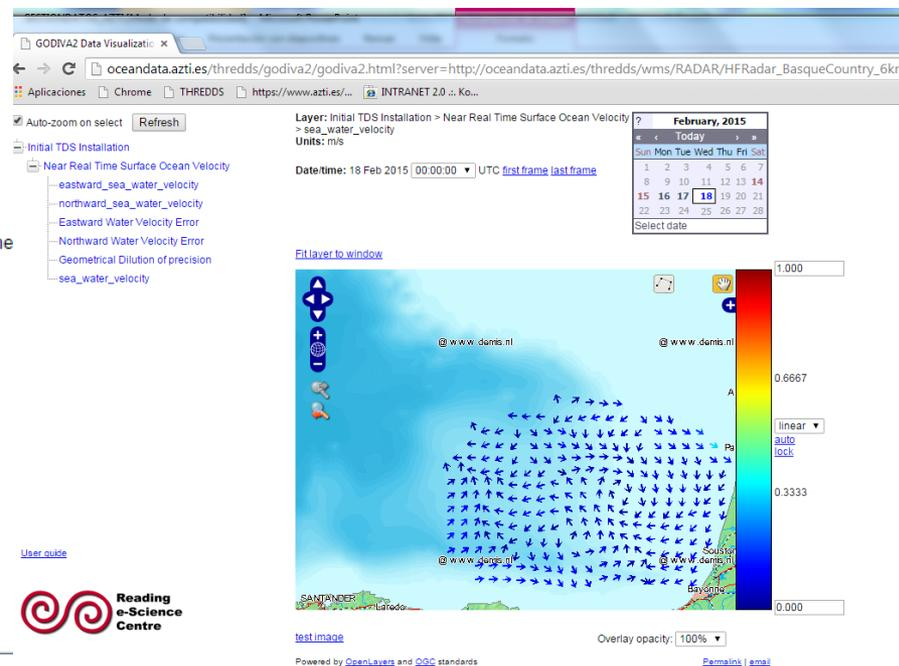 GODIVA2 Data Visualizatio
oceandata.azti.es/thredds/godiva2/godiva2.html?server=http://oceandata.azti.es/thredds/wms/RADAR/HFRadar_BasqueCountry_6kr
Aplicaciones Chrome THREDDS https://www.azti.es/... INTRANET 2.0 .:. Ko...
Auto-zoom on select Refresh
Initial TDS Installation
Near Real Time Surface Ocean Velocity
eastward_sea_water_velocity
northward_sea_water_velocity
Eastward Water Velocity Error
Northward Water Velocity Error
Geometrical Dilution of precision
sea_water_velocity
Layer: Initial TDS Installation > Near Real Time Surface Ocean Velocity
> sea_water_velocity
Units: m/s
Date/time: 18 Feb 2015 00:00:00 UTC first frame last frame
? February, 2015
« ‹ Today › »
Sun Mon Tue Wed Thu Fri Sat
1 2 3 4 5 6 7
8 9 10 11 12 13 14
15 16 17 18 19 20 21
22 23 24 25 26 27 28
Select date
Fit layer to window
1.000
@ www.demis.nl @ www.demis.nl
0.6667
A
linear
auto
lock
Pa
0.3333
@ www.demis.nl @ www.demis.nl
Souston
Bayonne
SANTANDER
Laredo
0.000
User guide
Reading
e-Science
Centre
test image
Overlay opacity: 100%
Powered by OpenLayers and OGC standards
Permalink | email